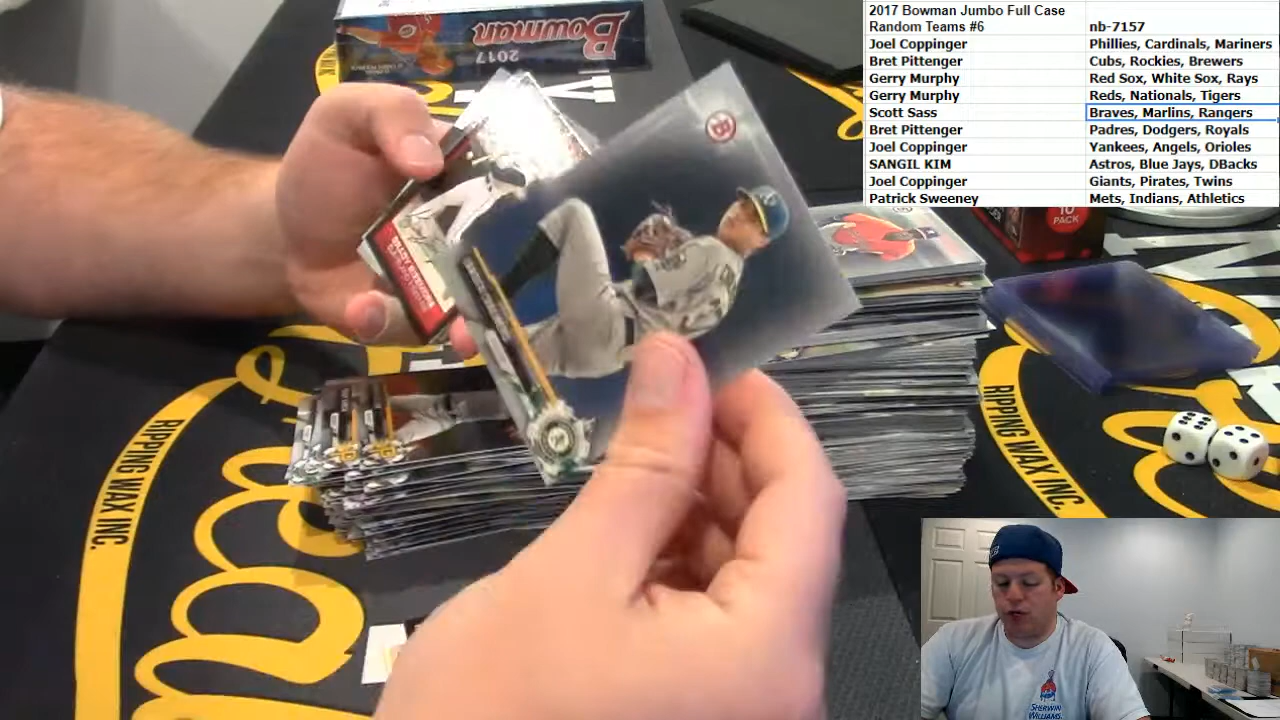 2017 Bowman Jumbo Full Case
Random Teams #6 nb-7157
Joel Coppinger Phillies, Cardinals, Mariners
Bret Pittenger Cubs, Rockies, Brewers
Gerry Murphy Red Sox, White Sox, Rays
Gerry Murphy Reds, Nationals, Tigers
Scott Sass Braves, Marlins, Rangers
Bret Pittenger Padres, Dodgers, Royals
Joel Coppinger Yankees, Angels, Orioles
SANGIL KIM Astros, Blue Jays, DBacks
Joel Coppinger Giants, Pirates, Twins
Patrick Sweeney Mets, Indians, Athletics
Bowman
2017
10
PACK
RIPPING WAX INC.
RIPPING WAX INC.
SHERWIN
WILLIAMS.